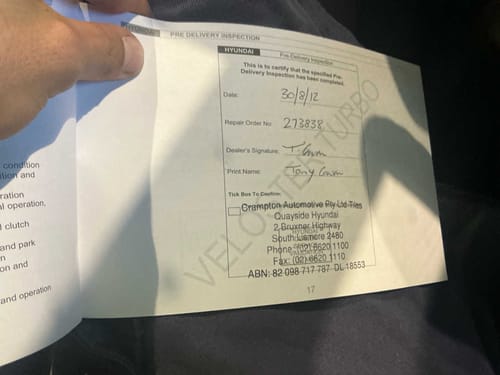 HYUNDAI PRE DELIVERY INSPECTION
HYUNDAI Pre-Delivery Inspection
This is to certify that the specified Pre-
Delivery Inspection has been completed.
Date: 30/8/12
Repair Order No: 273838
Dealer's Signature: T.
Print Name: Tony
Tick Box To Confirm:
Crampton Automotive Pty Ltd T/as
Quayside Hyundai
2 Bruxner Highway
South Lismore 2480
Phone: (02) 6620 1100
Fax: (02) 6620 1110
ABN: 82 098 717 787 DL 18553
17
VELOSTER TURBO
condition
and
ration
al operation,
clutch
and park
on and
and operation